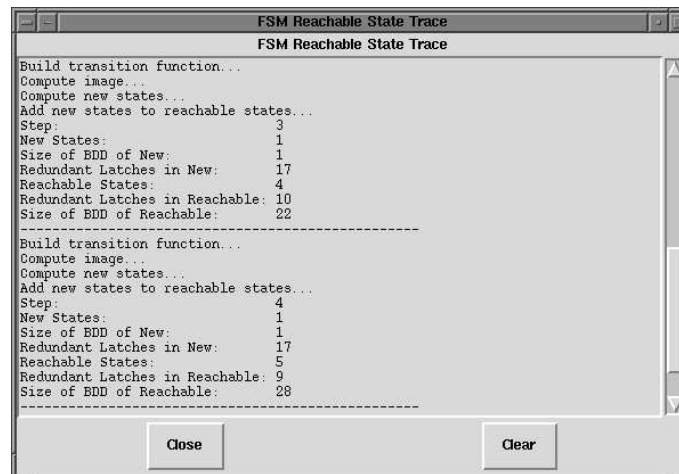 FSM Reachable State Trace
FSM Reachable State Trace
Build transition function...
Compute image...
Compute new states...
Add new states to reachable states...
Step: 3
New States: 1
Size of BDD of New: 1
Redundant Latches in New: 17
Reachable States: 4
Redundant Latches in Reachable: 10
Size of BDD of Reachable: 22
--------------------------------------------------
Build transition function...
Compute image...
Compute new states...
Add new states to reachable states...
Step: 4
New States: 1
Size of BDD of New: 1
Redundant Latches in New: 17
Reachable States: 5
Redundant Latches in Reachable: 9
Size of BDD of Reachable: 28
--------------------------------------------------
Close Clear